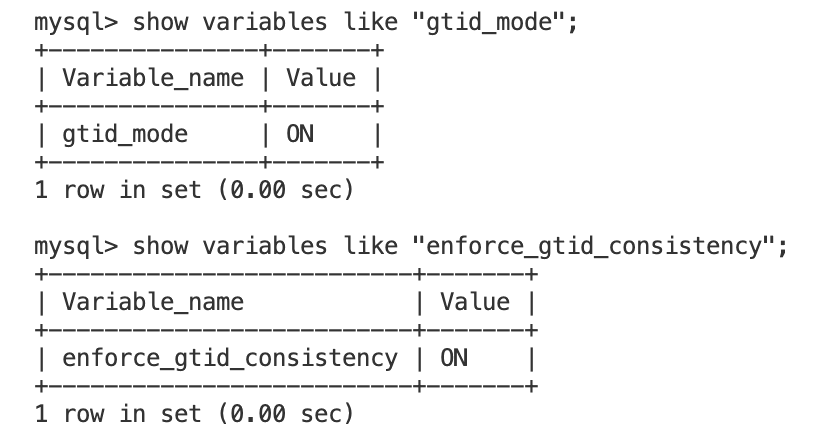 mysql> show variables like "gtid_mode";
+---------------+-------+
| Variable_name | Value |
+---------------+-------+
| gtid_mode     | ON    |
+---------------+-------+
1 row in set (0.00 sec)

mysql> show variables like "enforce_gtid_consistency";
+--------------------------+-------+
| Variable_name            | Value |
+--------------------------+-------+
| enforce_gtid_consistency | ON    |
+--------------------------+-------+
1 row in set (0.00 sec)